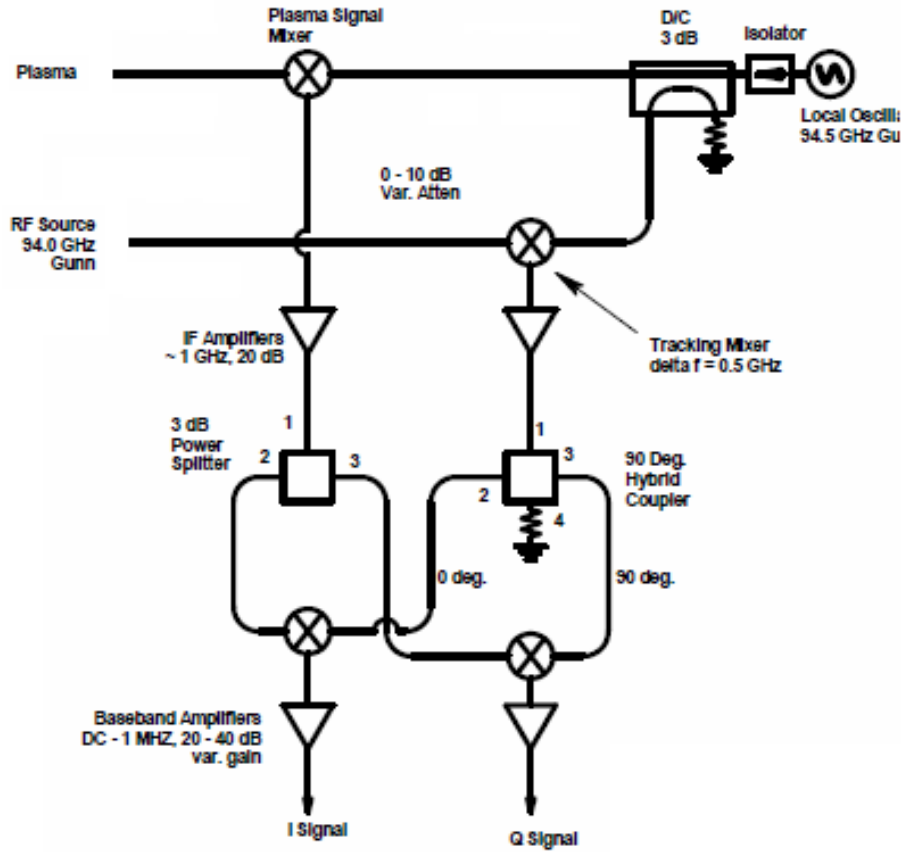 Plasma Signal
Mixer
D/C
3 dB
Isolator
Plasma
Local Oscilla
94.5 GHz Gu
0 - 10 dB
Var. Atten
RF Source
94.0 GHz
Gunn
IF Amplifiers
~ 1 GHz, 20 dB
Tracking Mixer
delta f = 0.5 GHz
3 dB
Power
Splitter
1
2
3
1
2
3
4
90 Deg.
Hybrid
Coupler
0 deg.
90 deg.
Baseband Amplifiers
DC - 1 MHZ, 20 - 40 dB
var. gain
I Signal
Q Signal